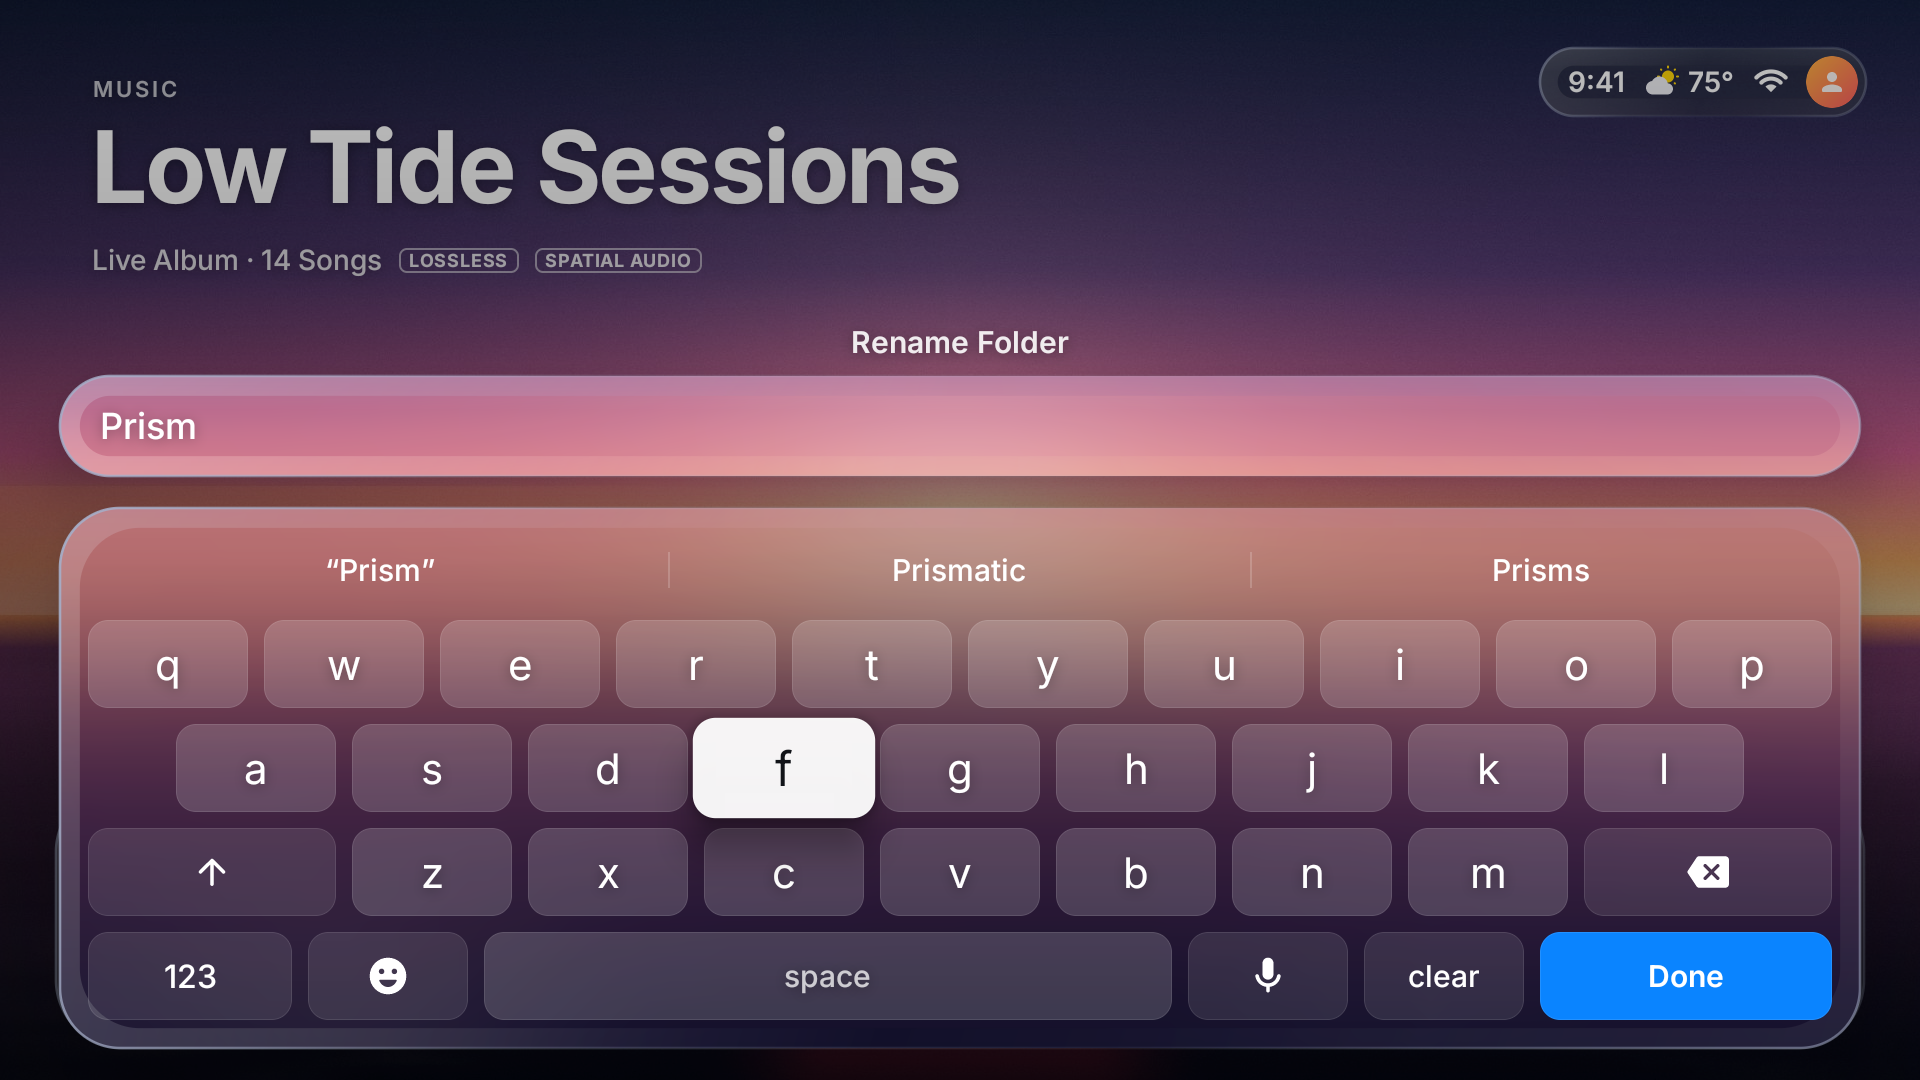 MUSIC
9:41 75°
Low Tide Sessions
Live Album · 14 Songs LOSSLESS SPATIAL AUDIO
Rename Folder
Prism
“Prism” Prismatic Prisms
q w e r t y u i o p
a s d f g h j k l
z x c v b n m
123 space clear Done